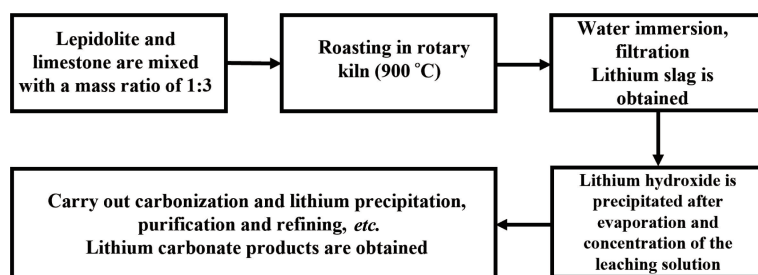 Lepidolite and
limestone are mixed
with a mass ratio of 1:3
Roasting in rotary
kiln (900 °C)
Water immersion,
filtration
Lithium slag is
obtained
Lithium hydroxide is
precipitated after
evaporation and
concentration of the
leaching solution
Carry out carbonization and lithium precipitation,
purification and refining, etc.
Lithium carbonate products are obtained